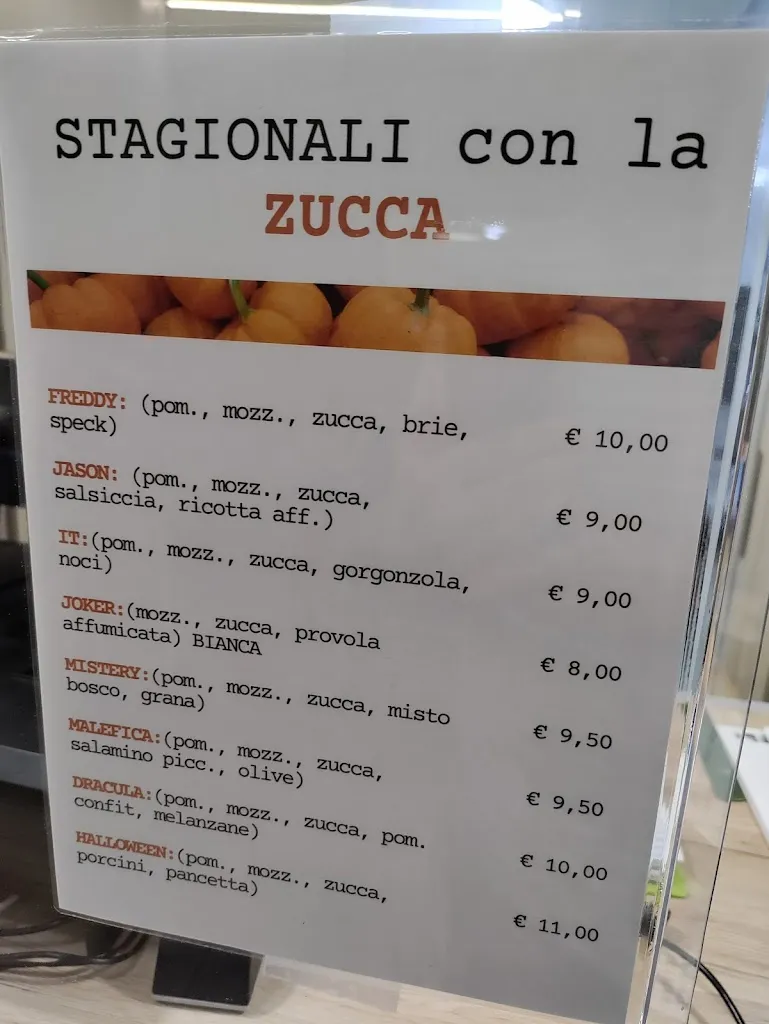 STAGIONALI con la
ZUCCA
FREDDY: (pom., mozz., zucca, brie,
speck) € 10,00
JASON: (pom., mozz., zucca,
salsiccia, ricotta aff.) € 9,00
IT:(pom., mozz., zucca, gorgonzola,
noci) € 9,00
JOKER:(mozz., zucca, provola
affumicata) BIANCA € 8,00
MISTERY:(pom., mozz., zucca, misto
bosco, grana) € 9,50
MALEFICA:(pom., mozz., zucca,
salamino picc., olive) € 9,50
DRACULA:(pom., mozz., zucca, pom.
confit, melanzane) € 10,00
HALLOWEEN:(pom., mozz., zucca,
porcini, pancetta) € 11,00